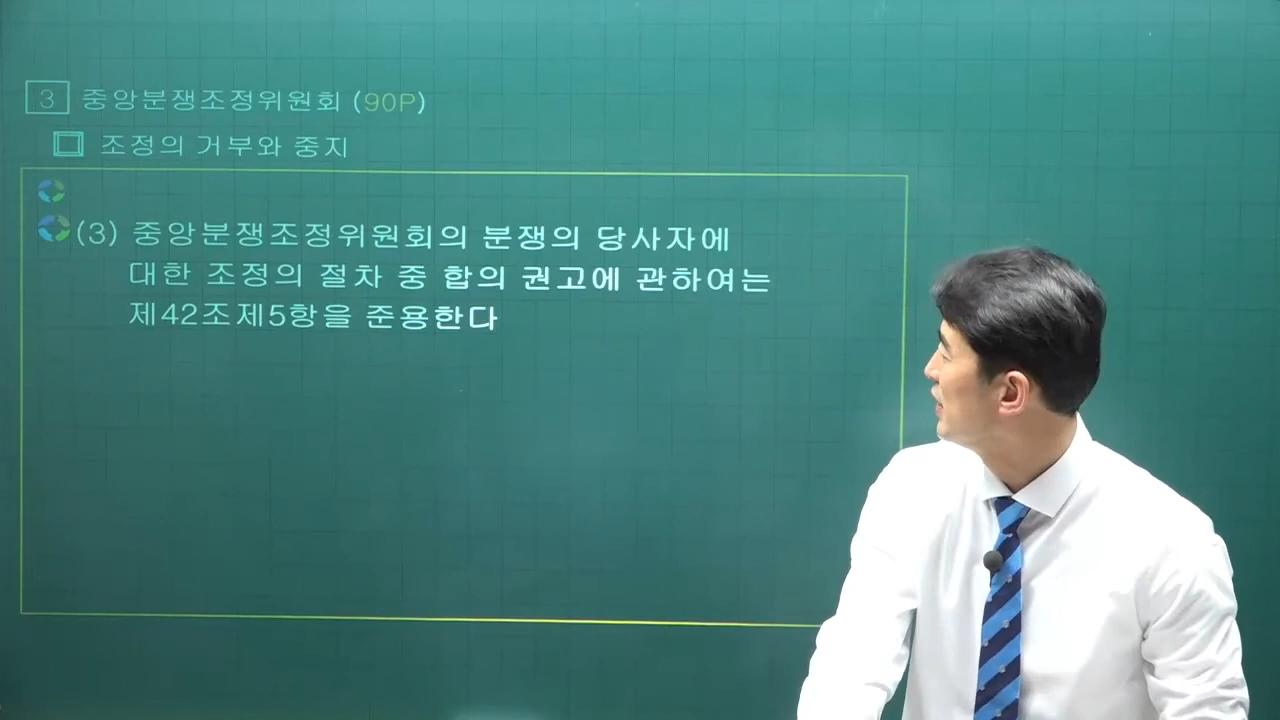 3 중앙분쟁조정위원회 (90P)
조정의 거부와 중지
(3) 중앙분쟁조정위원회의 분쟁의 당사자에
대한 조정의 절차 중 합의 권고에 관하여는
제42조제5항을 준용한다